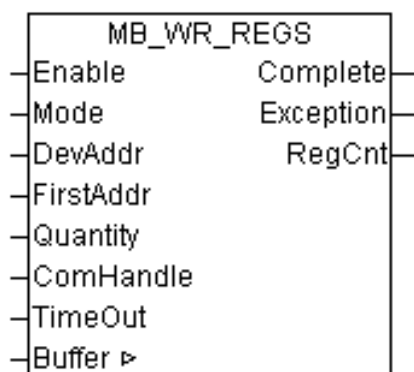 MB_WR_REGS
Enable Complete
Mode Exception
DevAddr RegCnt
FirstAddr
Quantity
ComHandle
TimeOut
Buffer ▹